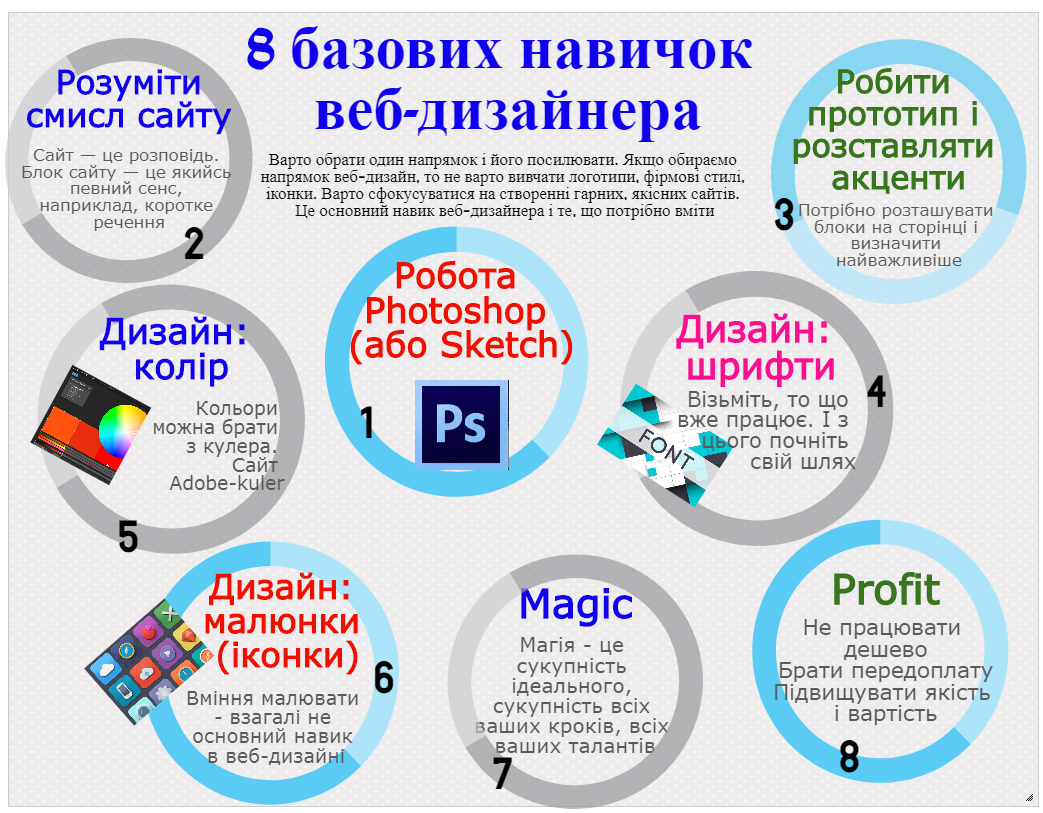 8 базових навичок
веб-дизайнера
Варто обрати один напрямок і його посилювати. Якщо обираємо
напрямок веб-дизайн, то не варто вивчати логотипи, фірмові стилі,
іконки. Варто сфокусуватися на створенні гарних, якісних сайтів.
Це основний навик веб-дизайнера і те, що потрібно вміти
Робота
Photoshop
(або Sketch)
Ps
1
Розуміти
смисл сайту
Сайт — це розповідь.
Блок сайту — це якийсь
певний сенс,
наприклад, коротке
речення
2
Робити
прототип і
розставляти
акценти
Потрібно розташувати
блоки на сторінці і
визначити
найважливіше
3
Дизайн:
шрифти
Візьміть, то що
вже працює. І з
цього почніть
свій шлях
FONT
4
Дизайн:
колір
Кольори
можна брати
з кулера.
Сайт
Adobe-kuler
5
Дизайн:
малюнки
(іконки)
Вміння малювати
- взагалі не
основний навик
в веб-дизайні
6
Magic
Магія - це
сукупність
ідеального,
сукупність всіх
ваших кроків, всіх
ваших талантів
7
Profit
Не працювати
дешево
Брати передоплату
Підвищувати якість
і вартість
8